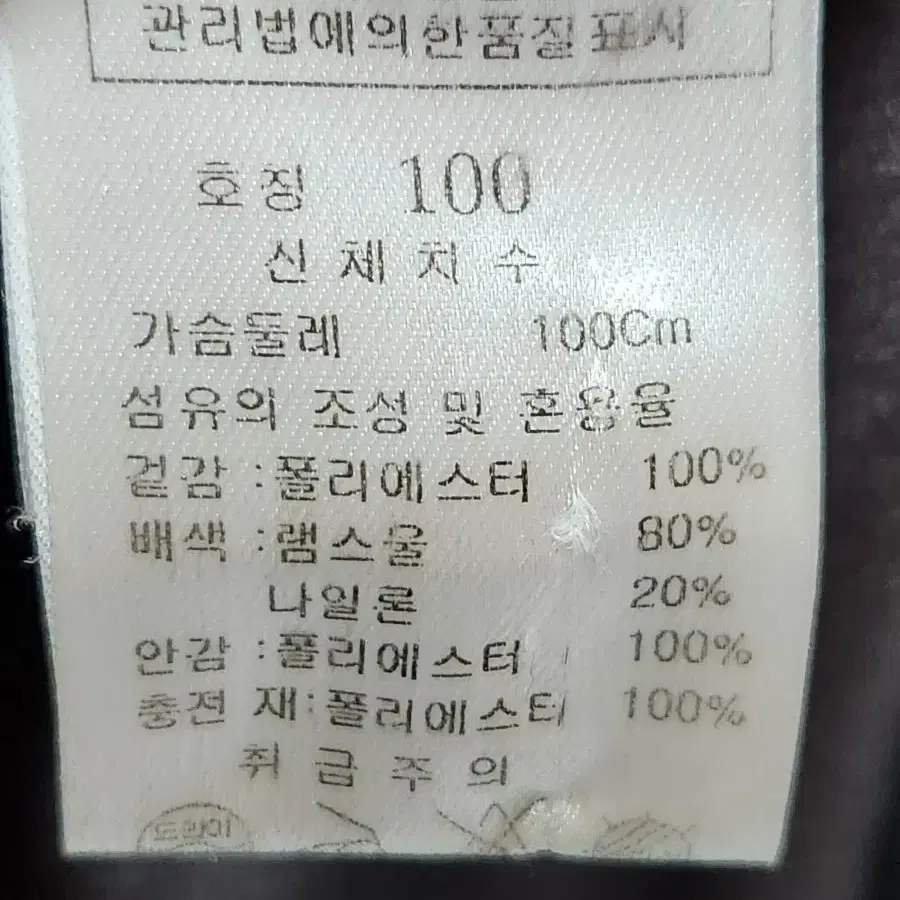 관리법에의한품질표시
호칭 100
신체치수
가슴둘레 100Cm
섬유의 조성 및 혼용율
겉감 :폴리에스터 100%
배색 :램스울 80%
나일론 20%
안감 :폴리에스터 100%
충전 재:폴리에스터 100%
취급주의
드라이